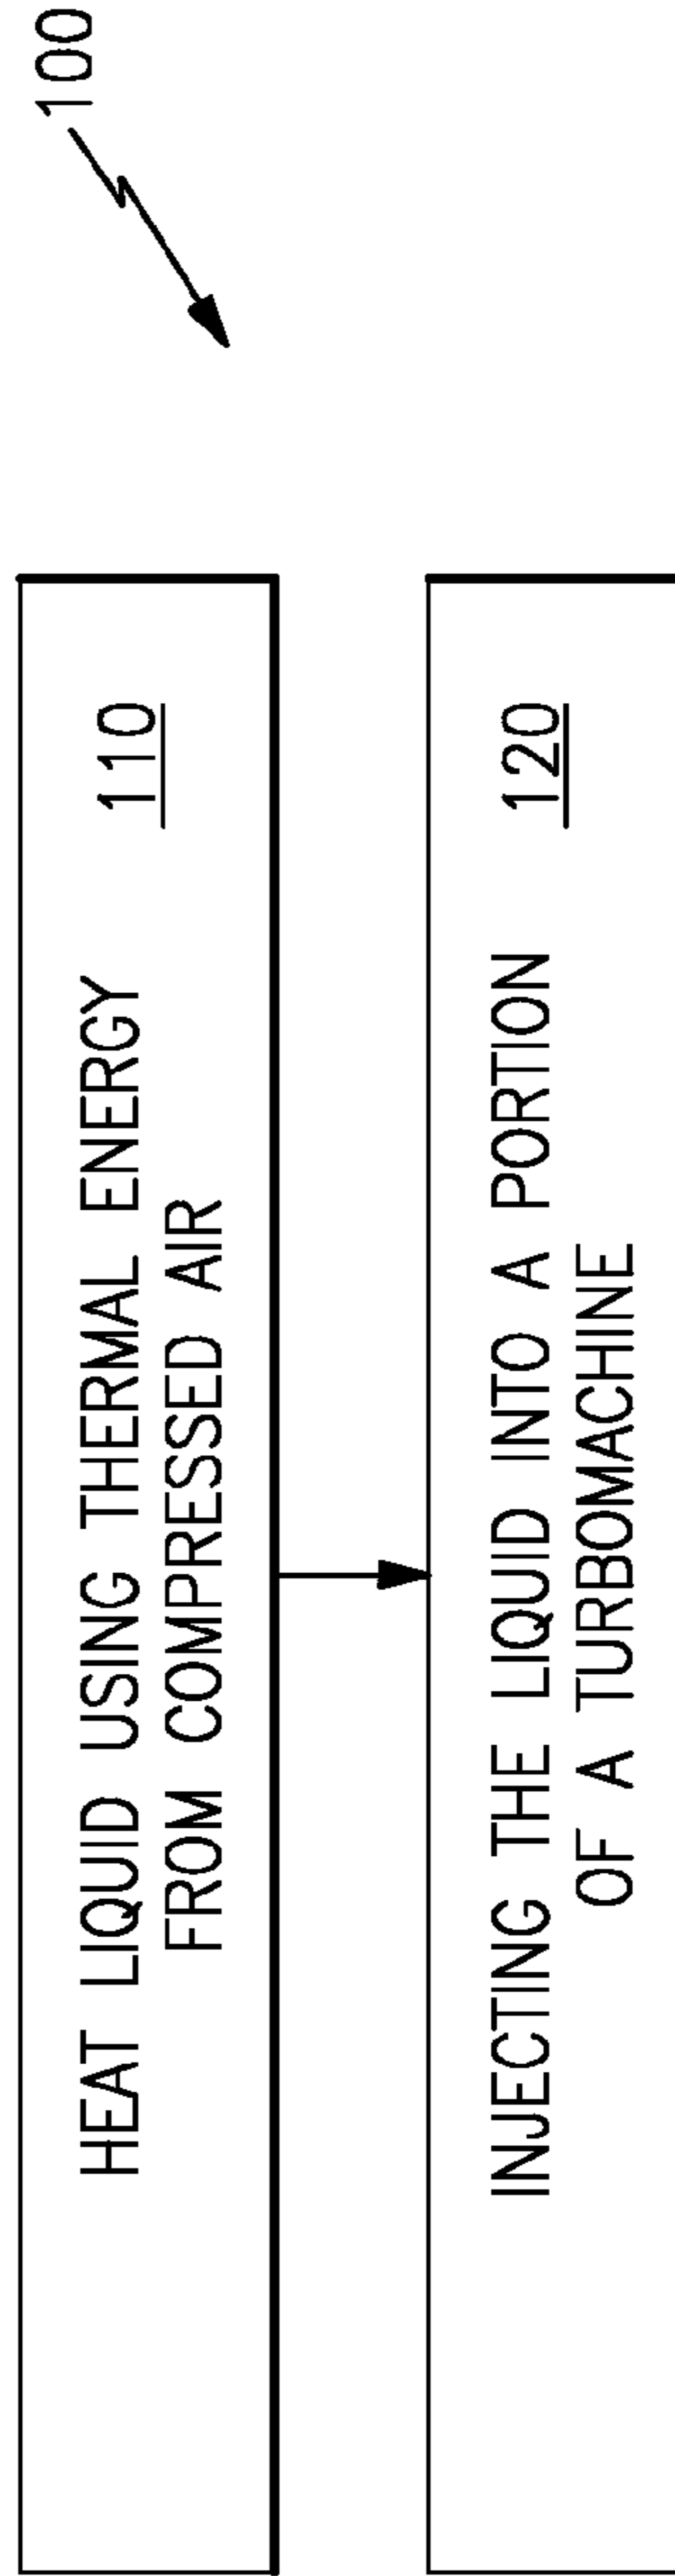 100
HEAT LIQUID USING THERMAL ENERGY
FROM COMPRESSED AIR
110
INJECTING THE LIQUID INTO A PORTION
OF A TURBOMACHINE
120